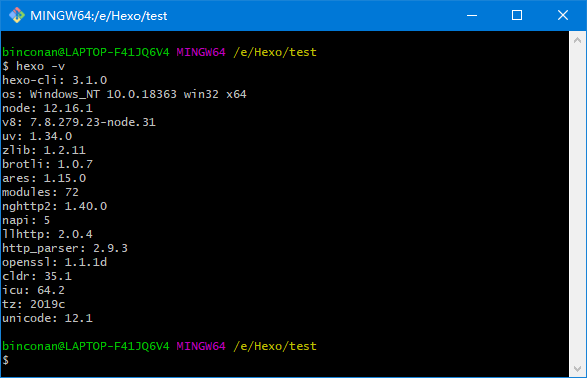 MINGW64:/e/Hexo/test
binconan@LAPTOP-F41JQ6V4 MINGW64 /e/Hexo/test
$ hexo -v
hexo-cli: 3.1.0
os: Windows_NT 10.0.18363 win32 x64
node: 12.16.1
v8: 7.8.279.23-node.31
uv: 1.34.0
zlib: 1.2.11
brotli: 1.0.7
ares: 1.15.0
modules: 72
nghttp2: 1.40.0
napi: 5
llhttp: 2.0.4
http_parser: 2.9.3
openssl: 1.1.1d
cldr: 35.1
icu: 64.2
tz: 2019c
unicode: 12.1
binconan@LAPTOP-F41JQ6V4 MINGW64 /e/Hexo/test
$